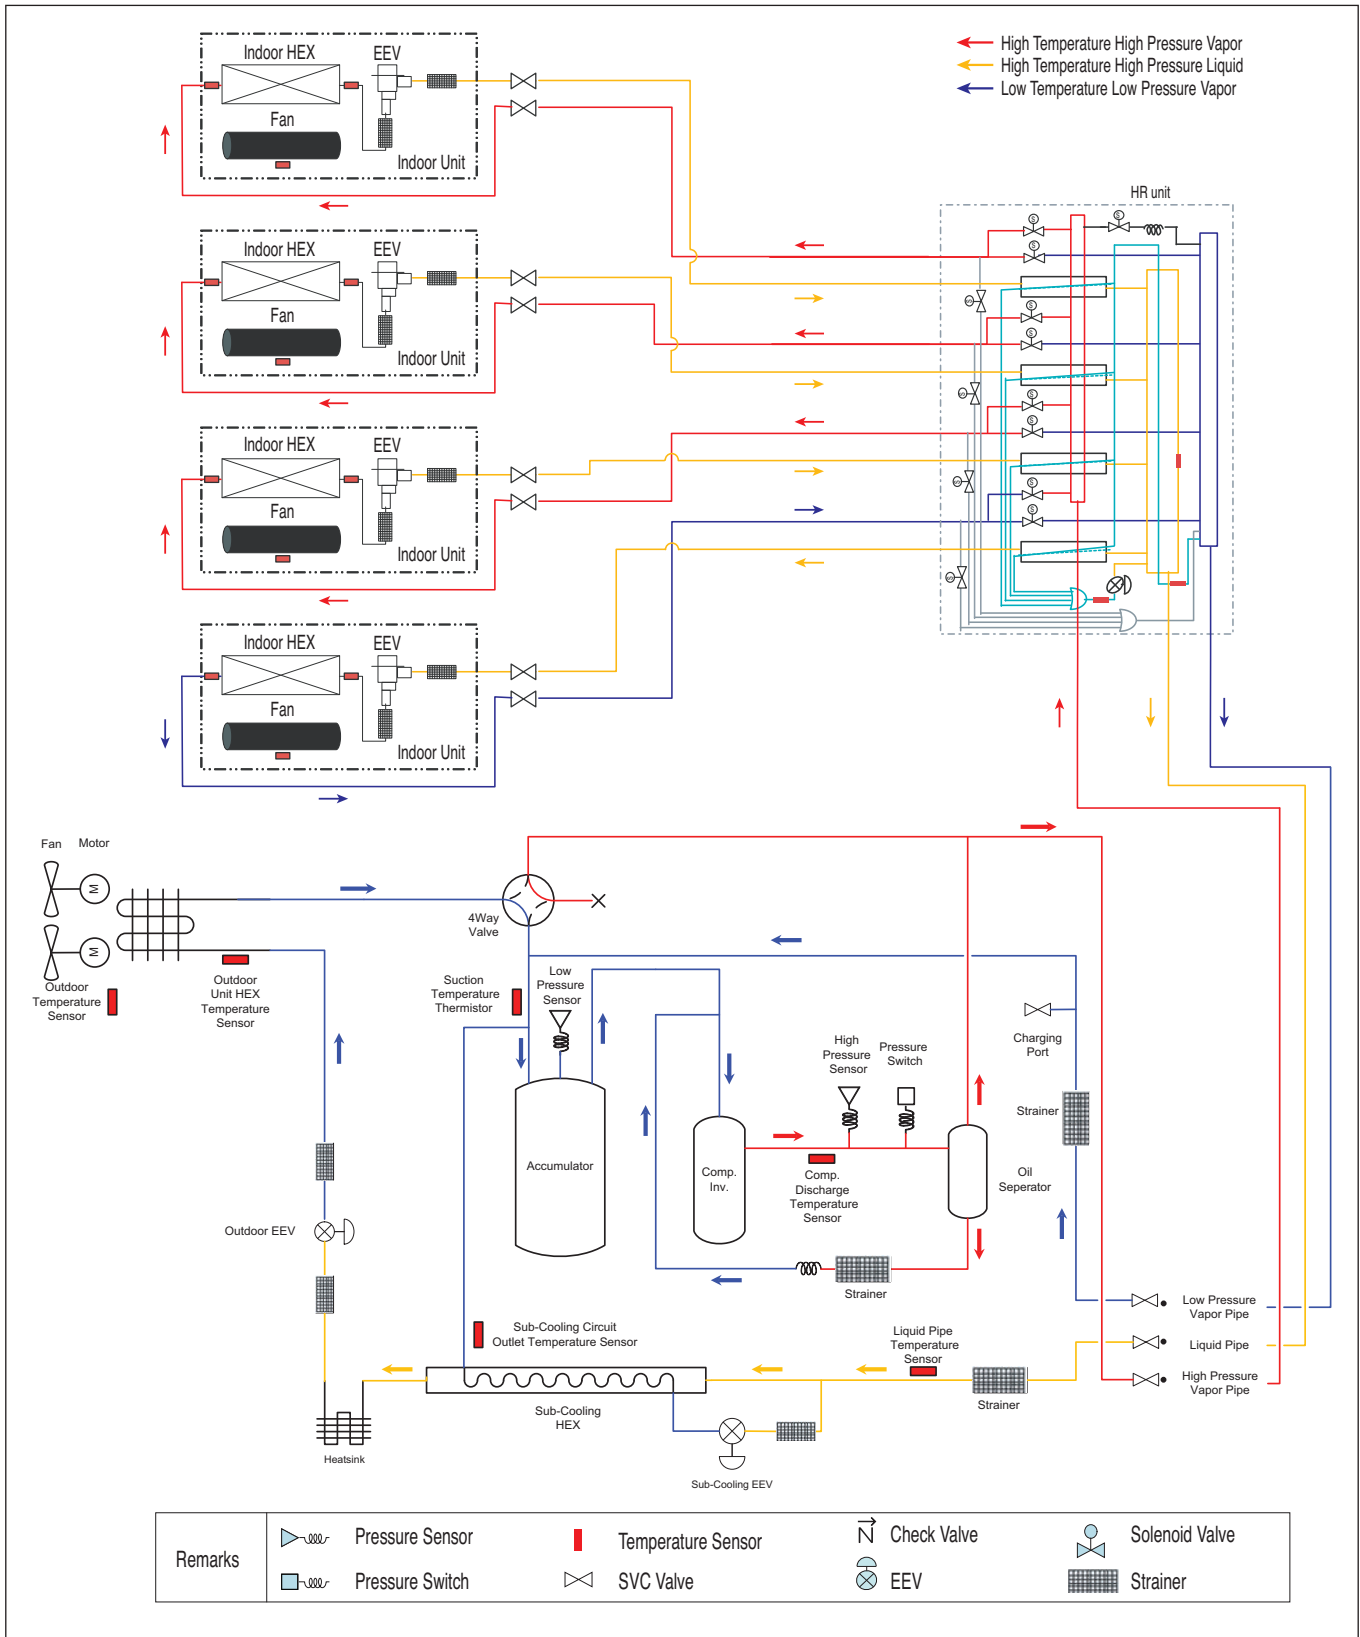 High Temperature High Pressure Vapor
High Temperature High Pressure Liquid
Low Temperature Low Pressure Vapor
Indoor HEX
EEV
Fan
Indoor Unit
HR unit
S
S
Indoor HEX
EEV
Fan
Indoor Unit
S
S
S
Indoor HEX
EEV
Fan
Indoor Unit
S
S
S
Indoor HEX
EEV
Fan
Indoor Unit
S
S
S
S
Fan
Motor
M
M
4Way
Valve
Outdoor
Temperature
Sensor
Outdoor
Unit HEX
Temperature
Sensor
Suction
Temperature
Thermistor
Low
Pressure
Sensor
High
Pressure
Sensor
Pressure
Switch
Charging
Port
Strainer
Accumulator
Comp.
Inv.
Comp.
Discharge
Temperature
Sensor
Oil
Seperator
Outdoor EEV
Strainer
Low Pressure
Vapor Pipe
Liquid Pipe
High Pressure
Vapor Pipe
Sub-Cooling Circuit
Outlet Temperature Sensor
Liquid Pipe
Temperature
Sensor
Strainer
Sub-Cooling
HEX
Heatsink
Sub-Cooling EEV
Remarks
Pressure Sensor
Temperature Sensor
Check Valve
Solenoid Valve
Pressure Switch
SVC Valve
EEV
Strainer